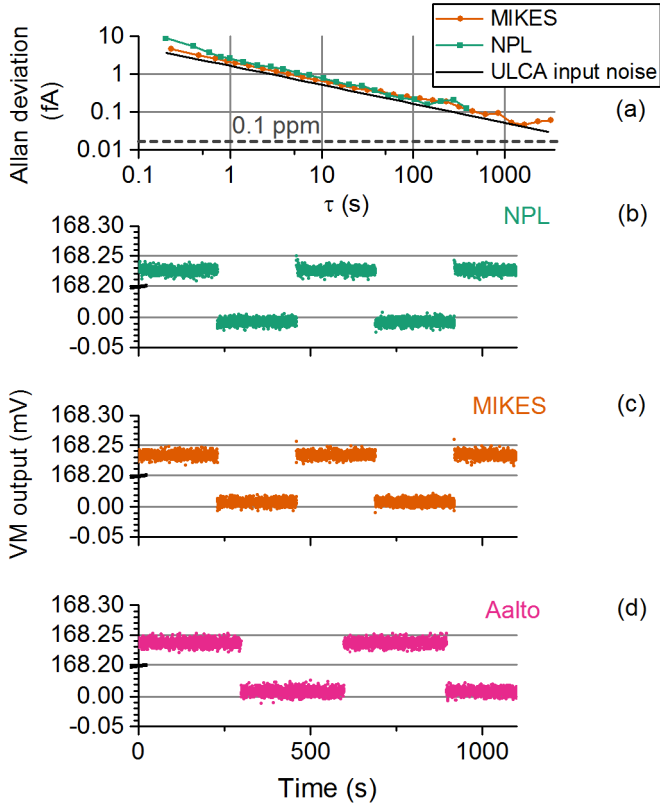 MIKES
NPL
ULCA input noise
Allan deviation
(fA)
10
1
0.1
0.01
0.1 ppm
(a)
0.1 1 10 100 1000
τ (s)
NPL (b)
168.30
168.25
168.20
0.00
-0.05
MIKES (c)
168.30
168.25
168.20
0.00
-0.05
VM output (mV)
Aalto (d)
168.30
168.25
168.20
0.00
-0.05
0 500 1000
Time (s)